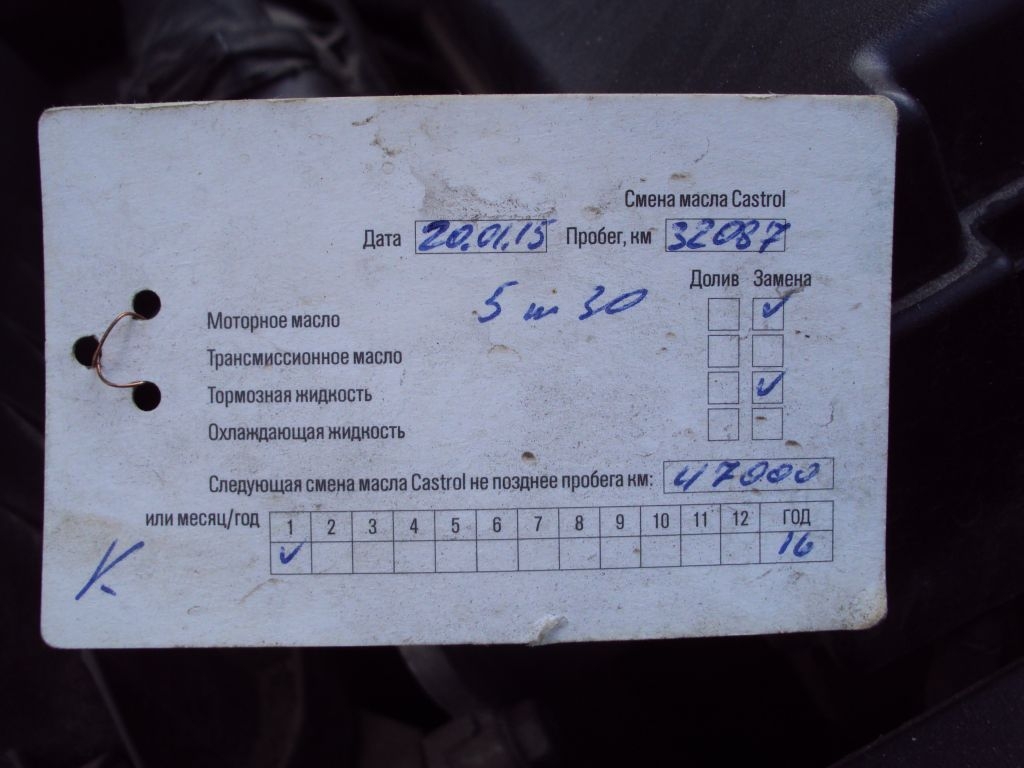 Смена масла Castrol
Дата 20.01.15 Пробег, км 32087
Долив Замена
Моторное масло 5 w 30 ✓
Трансмиссионное масло
Тормозная жидкость ✓
Охлаждающая жидкость
Следующая смена масла Castrol не позднее пробега км: 47000
или месяц/год 1 2 3 4 5 6 7 8 9 10 11 12 ГОД
✓ 16